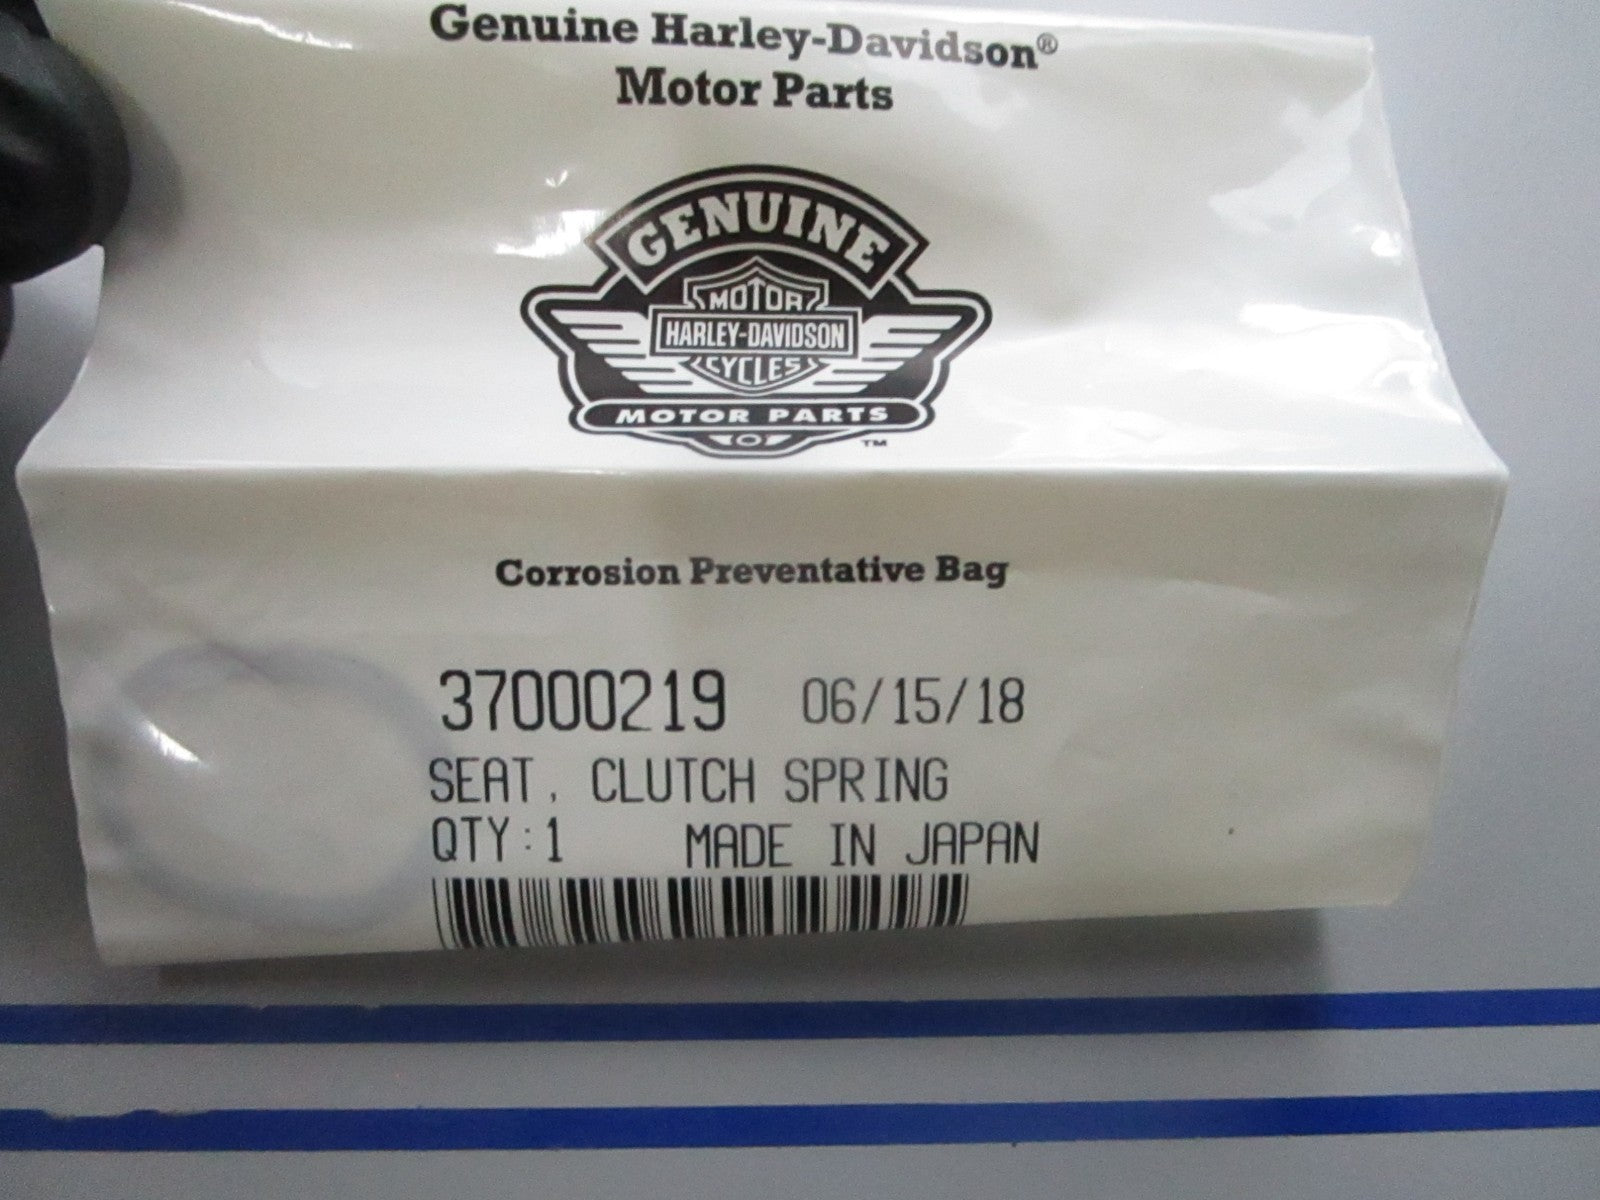 Genuine Harley-Davidson®
Motor Parts
GENUINE
MOTOR
HARLEY-DAVIDSON
CYCLES
MOTOR PARTS
™
Corrosion Preventative Bag
37000219 06/15/18
SEAT, CLUTCH SPRING
QTY:1 MADE IN JAPAN